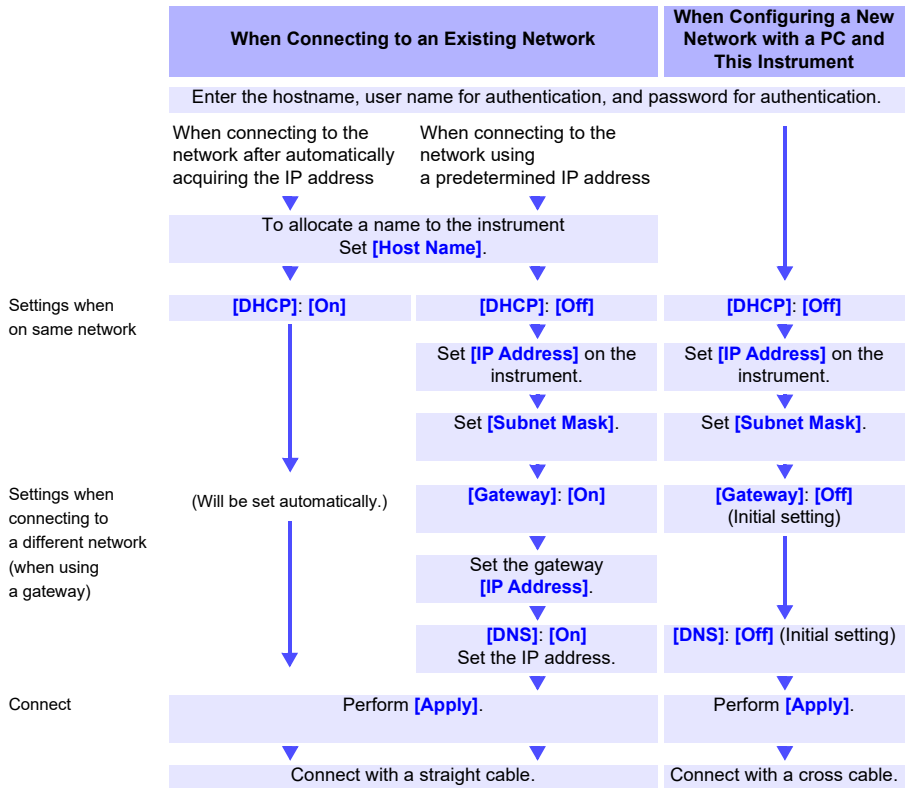 When Connecting to an Existing Network
When Configuring a New
Network with a PC and
This Instrument
Enter the hostname, user name for authentication, and password for authentication.
When connecting to the
network after automatically
acquiring the IP address
When connecting to the
network using
a predetermined IP address
To allocate a name to the instrument
Set [Host Name].
Settings when
on same network
[DHCP]: [On]
[DHCP]: [Off]
[DHCP]: [Off]
Set [IP Address] on the
instrument.
Set [IP Address] on the
instrument.
Set [Subnet Mask].
Set [Subnet Mask].
Settings when
connecting to
a different network
(when using
a gateway)
(Will be set automatically.)
[Gateway]: [On]
[Gateway]: [Off]
(Initial setting)
Set the gateway
[IP Address].
[DNS]: [On]
Set the IP address.
[DNS]: [Off] (Initial setting)
Connect
Perform [Apply].
Perform [Apply].
Connect with a straight cable.
Connect with a cross cable.